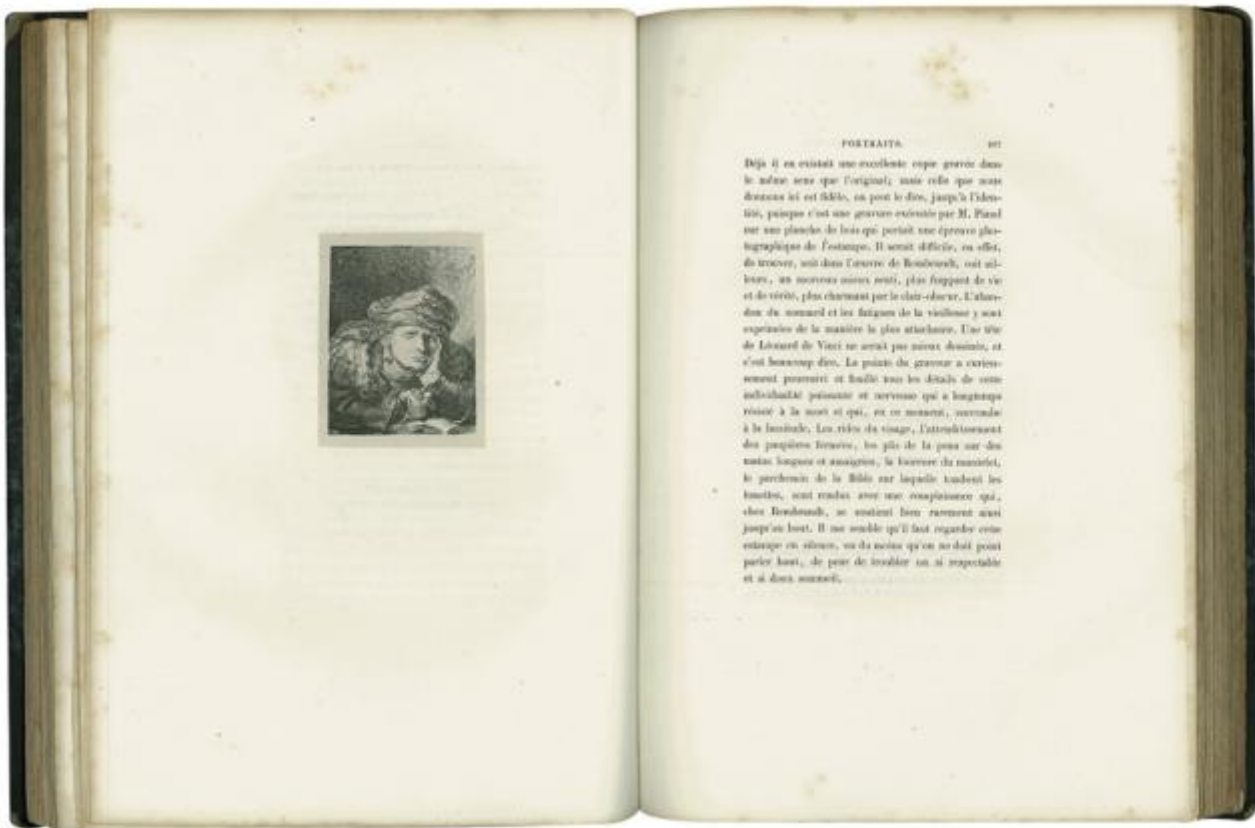 PORTRAITS.
Déjà il en existait une excellente copie gravée dans
le même sens que l'original; mais celle que nous
donnons ici est fidèle, on peut le dire, jusqu'à l'iden-
tité, puisque c'est une gravure exécutée par M. Piaud
sur une planche de bois qui portait une épreuve pho-
tographique de l'estampe. Il serait difficile, en effet,
de trouver, soit dans l'œuvre de Rembrandt, soit ail-
leurs, un morceau mieux senti, plus frappant de vie
et de vérité, plus charmant par le clair-obscur. L'aban-
don du sommeil et les fatigues de la vieillesse y sont
exprimées de la manière la plus attachante. Une tête
de Léonard de Vinci ne serait pas mieux dessinée, et
c'est beaucoup dire. La pointe du graveur a curieu-
sement poursuivi et fouillé tous les détails de cette
individualité puissante et nerveuse qui a longtemps
résisté à la mort et qui, en ce moment, succombe
à la lassitude. Les rides du visage, l'attendrissement
des paupières fermées, les plis de la peau sur des
mains longues et amaigries, la fourrure du mantelet,
le parchemin de la Bible sur laquelle tombent les
lunettes, sont rendus avec une complaisance qui,
chez Rembrandt, se soutient bien rarement ainsi
jusqu'au bout. Il me semble qu'il faut regarder cette
estampe en silence, ou du moins qu'on ne doit point
parler haut, de peur de troubler un si respectable
et si doux sommeil.